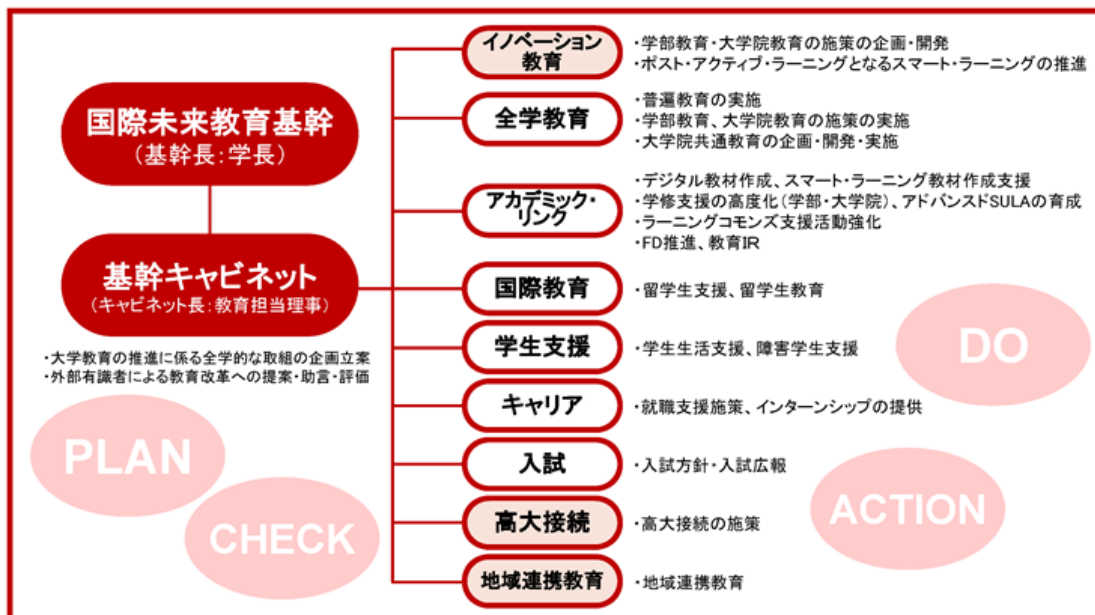 国際未来教育基幹
(基幹長:学長)
基幹キャビネット
(キャビネット長:教育担当理事)
・大学教育の推進に係る全学的な取組の企画立案
・外部有識者による教育改革への提案・助言・評価
PLAN
CHECK
イノベーション
教育
・学部教育・大学院教育の施策の企画・開発
・ポスト・アクティブ・ラーニングとなるスマート・ラーニングの推進
全学教育
・普遍教育の実施
・学部教育、大学院教育の施策の実施
・大学院共通教育の企画・開発・実施
アカデミック・
リンク
・デジタル教材作成、スマート・ラーニング教材作成支援
・学修支援の高度化(学部・大学院)、アドバンスドSULAの育成
・ラーニングコモンズ支援活動強化
・FD推進、教育IR
国際教育
・留学生支援、留学生教育
学生支援
・学生生活支援、障害学生支援
キャリア
・就職支援施策、インターンシップの提供
入試
・入試方針・入試広報
高大接続
・高大接続の施策
地域連携教育
・地域連携教育
DO
ACTION